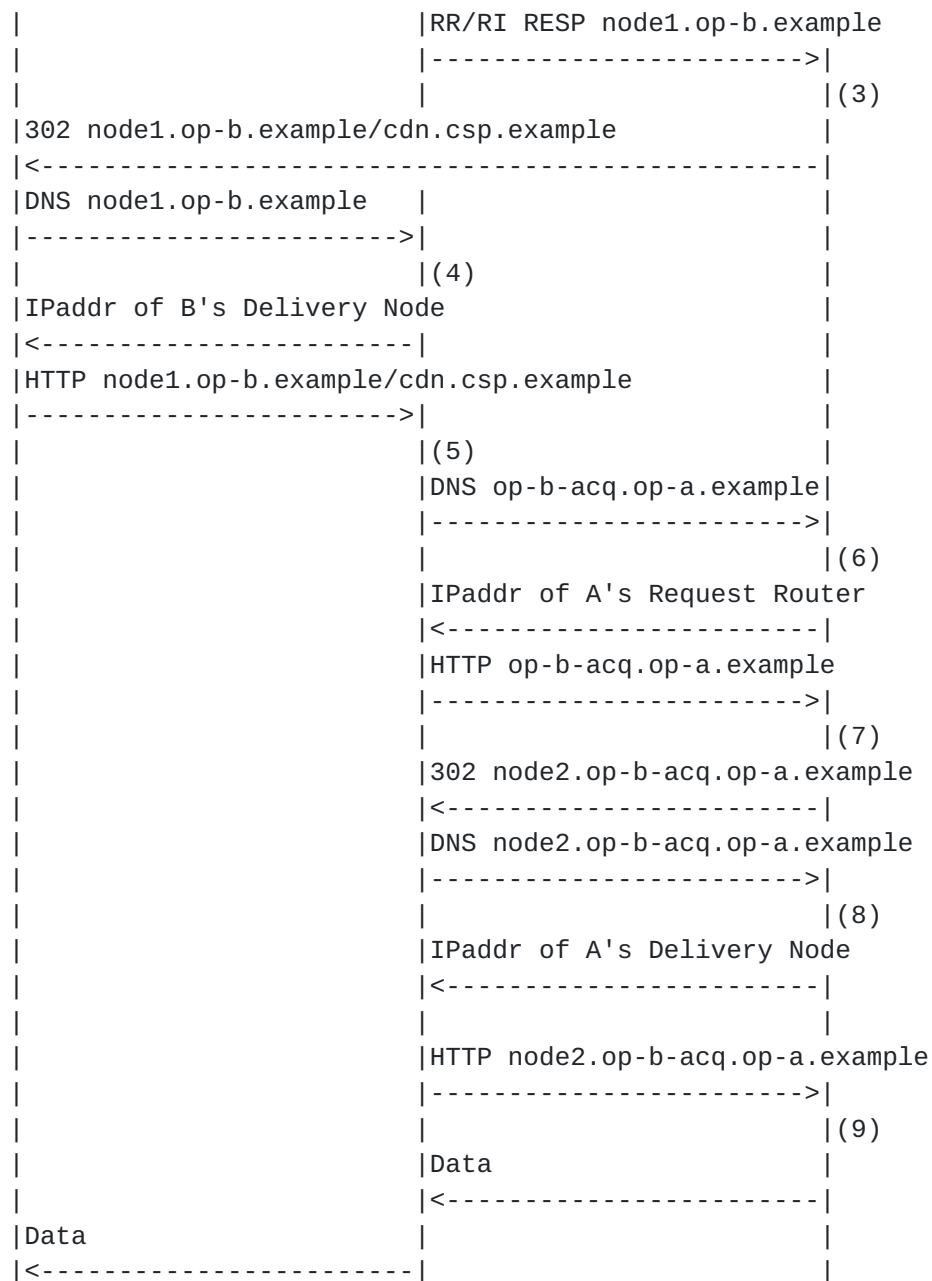 |                         |RR/RI RESP node1.op-b.example
|                         |------------------------>|
|                         |                         |(3)
|302 node1.op-b.example/cdn.csp.example             |
|<--------------------------------------------------|
|DNS node1.op-b.example   |                         |
|------------------------>|                         |
|                         |(4)                      |
|IPaddr of B's Delivery Node                        |
|<------------------------|                         |
|HTTP node1.op-b.example/cdn.csp.example            |
|------------------------>|                         |
|                         |(5)                      |
|                         |DNS op-b-acq.op-a.example|
|                         |------------------------>|
|                         |                         |(6)
|                         |IPaddr of A's Request Router
|                         |<------------------------|
|                         |HTTP op-b-acq.op-a.example
|                         |------------------------>|
|                         |                         |(7)
|                         |302 node2.op-b-acq.op-a.example
|                         |<------------------------|
|                         |DNS node2.op-b-acq.op-a.example
|                         |------------------------>|
|                         |                         |(8)
|                         |IPaddr of A's Delivery Node
|                         |<------------------------|
|                         |                         |
|                         |HTTP node2.op-b-acq.op-a.example
|                         |------------------------>|
|                         |                         |(9)
|                         |Data                     |
|                         |<------------------------|
|Data                     |                         |
|<------------------------|                         |